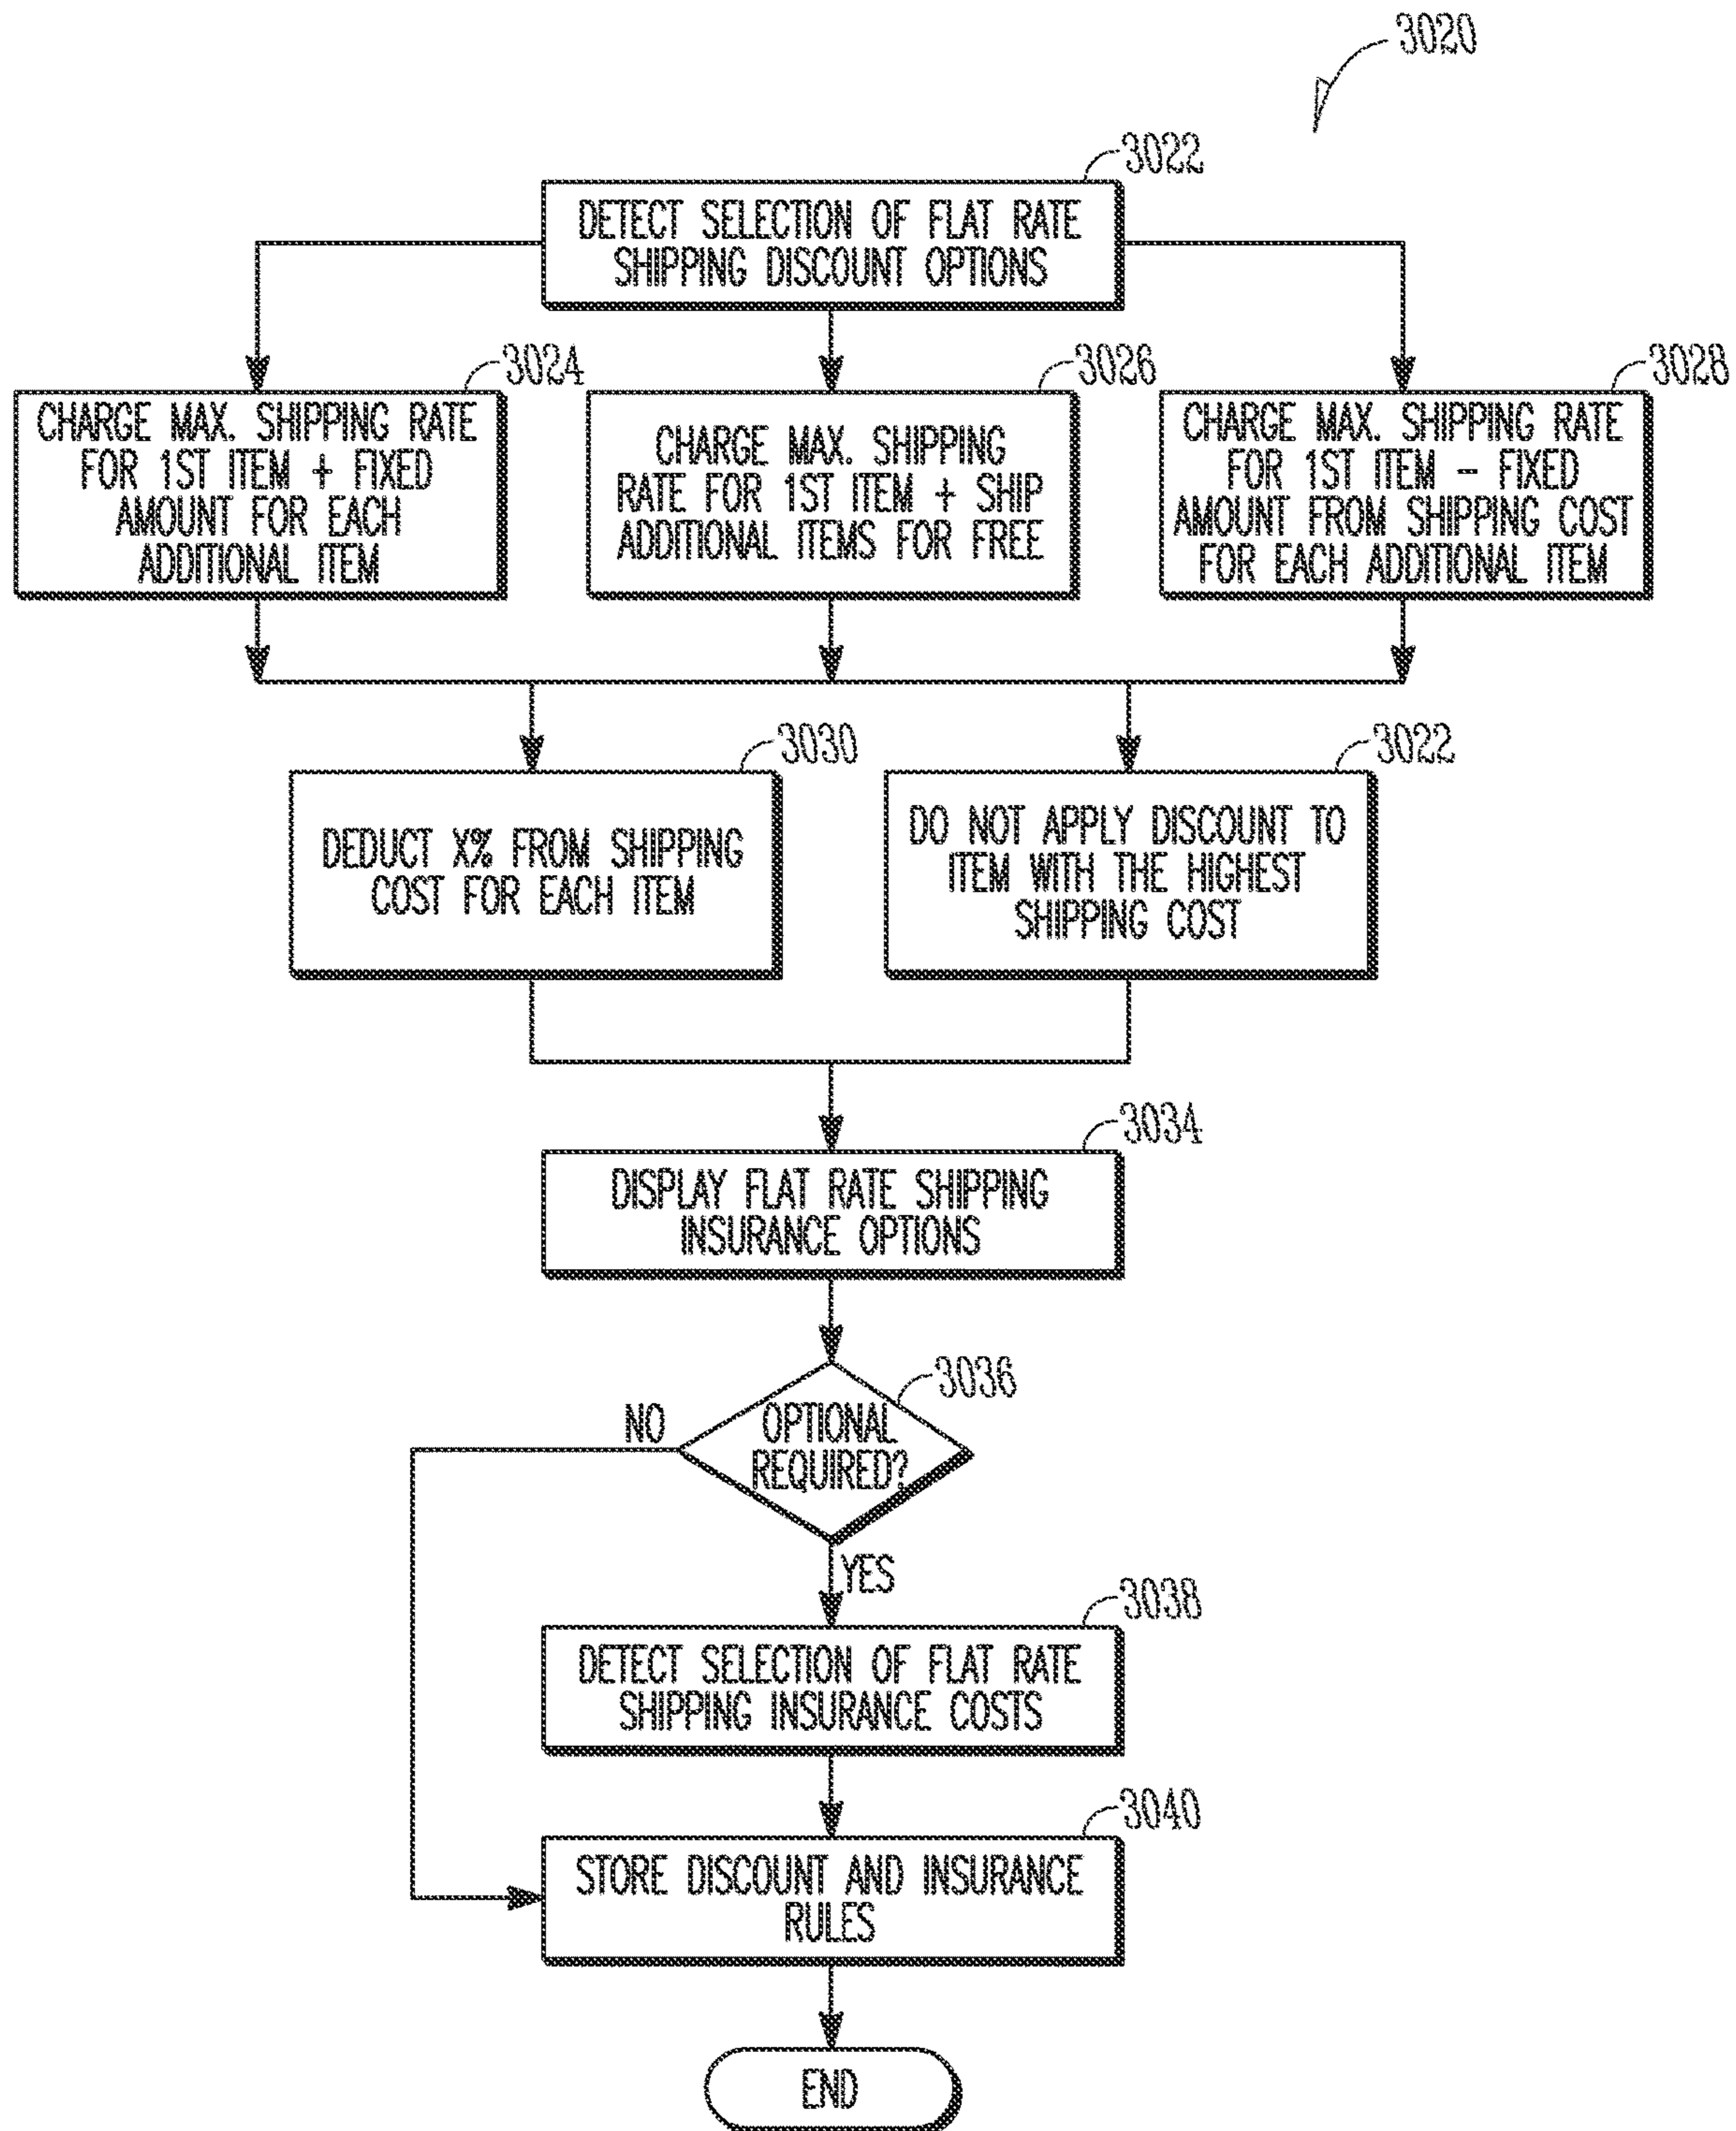 3020
3022
DETECT SELECTION OF FLAT RATE
SHIPPING DISCOUNT OPTIONS
3024
CHARGE MAX. SHIPPING RATE
FOR 1ST ITEM + FIXED
AMOUNT FOR EACH
ADDITIONAL ITEM
3026
CHARGE MAX. SHIPPING
RATE FOR 1ST ITEM + SHIP
ADDITIONAL ITEMS FOR FREE
3028
CHARGE MAX. SHIPPING RATE
FOR 1ST ITEM – FIXED
AMOUNT FROM SHIPPING COST
FOR EACH ADDITIONAL ITEM
3030
DEDUCT X% FROM SHIPPING
COST FOR EACH ITEM
3022
DO NOT APPLY DISCOUNT TO
ITEM WITH THE HIGHEST
SHIPPING COST
3034
DISPLAY FLAT RATE SHIPPING
INSURANCE OPTIONS
3036
NO
OPTIONAL
REQUIRED?
YES
3038
DETECT SELECTION OF FLAT RATE
SHIPPING INSURANCE COSTS
3040
STORE DISCOUNT AND INSURANCE
RULES
END